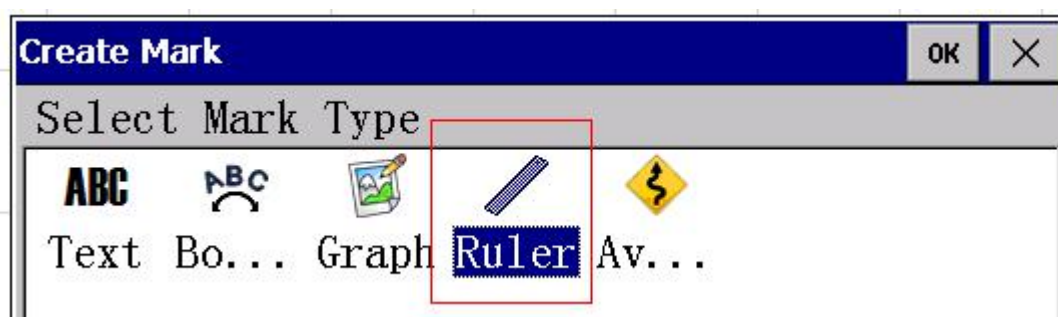 Create Mark OK
Select Mark Type
ABC ABC
Text Bo... Graph Ruler Av...